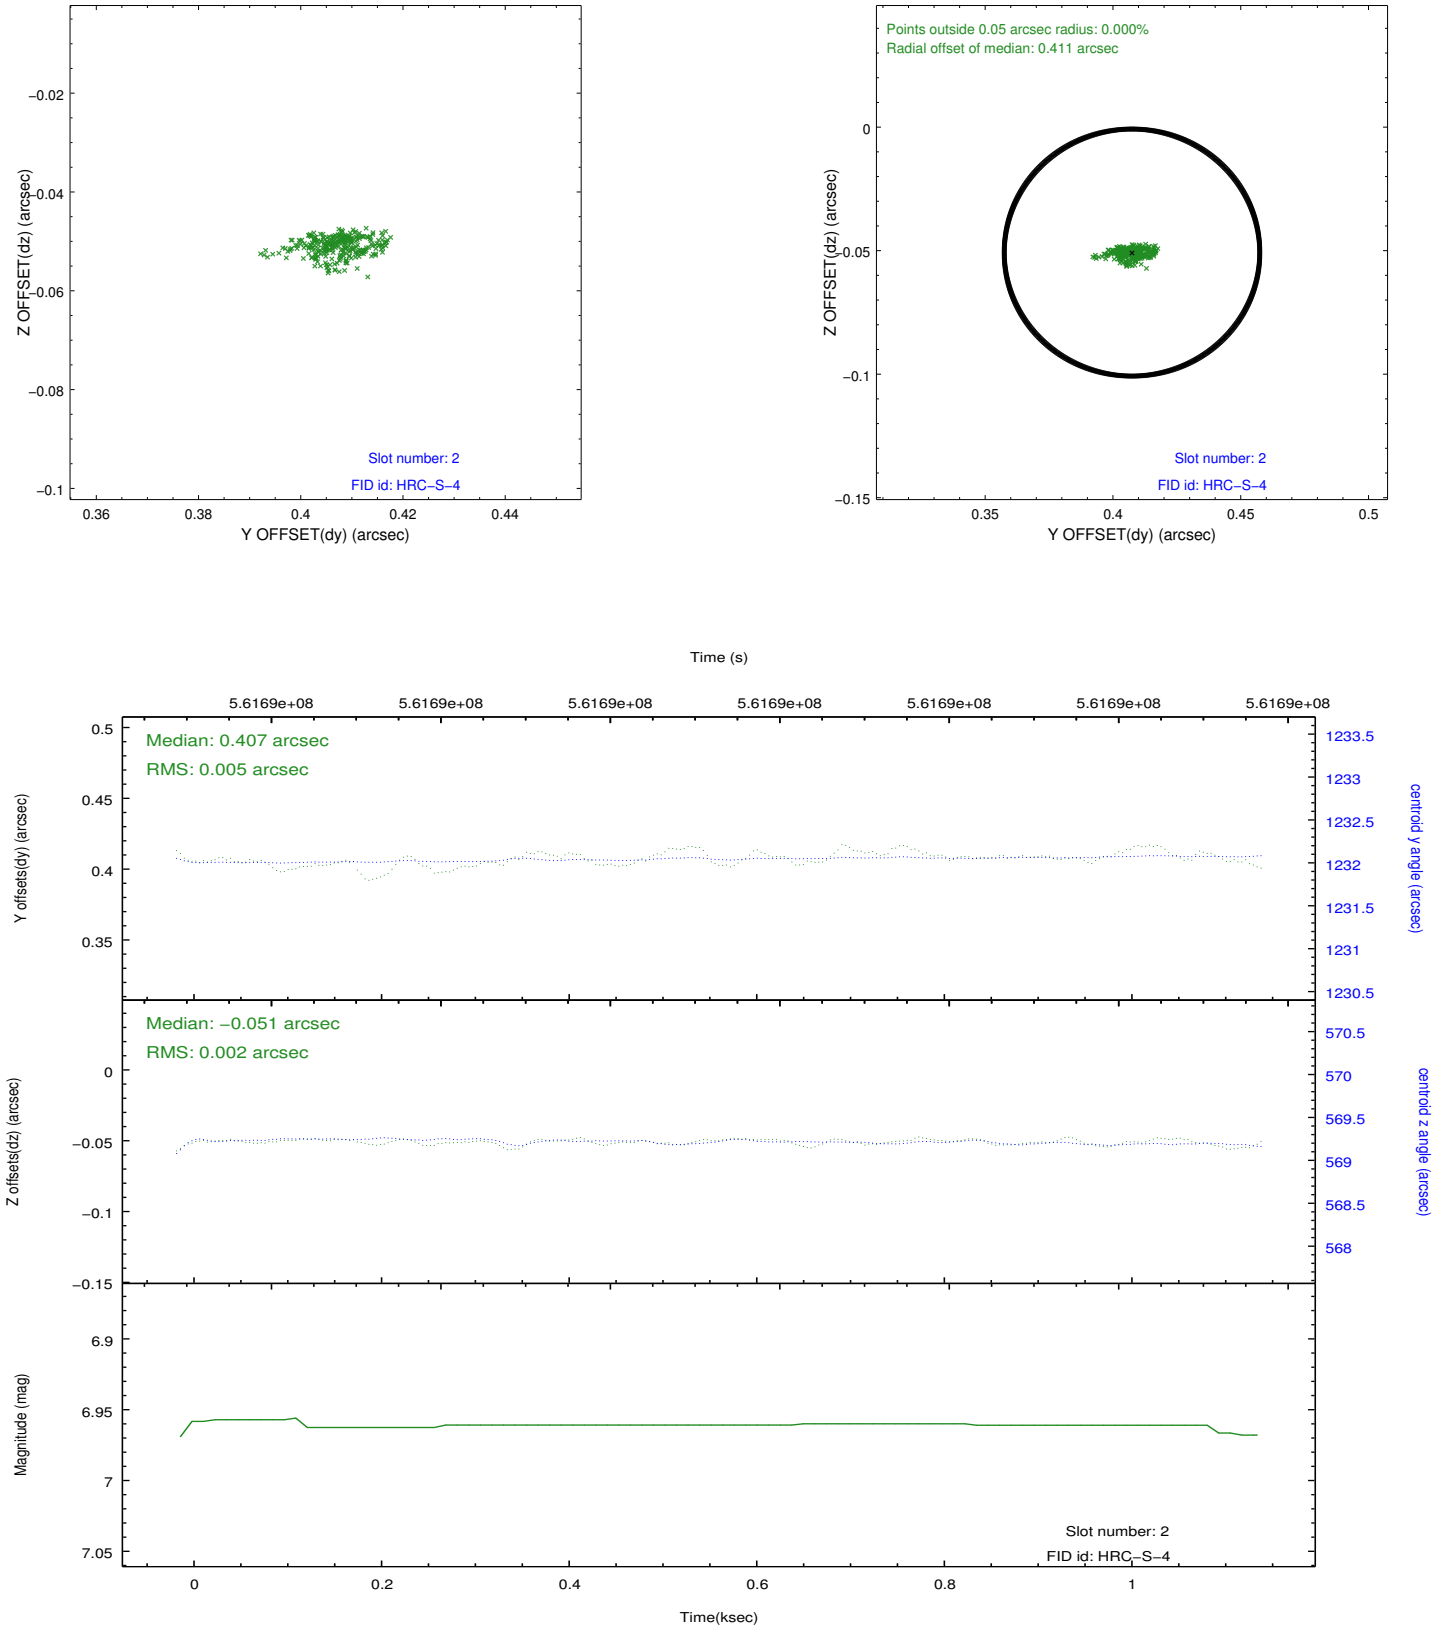 −0.02
−0.04
−0.06
−0.08
−0.1
Z OFFSET(dz) (arcsec)
Slot number: 2
FID id: HRC−S−4
0.36 0.38 0.4 0.42 0.44
Y OFFSET(dy) (arcsec)
Points outside 0.05 arcsec radius: 0.000%
Radial offset of median: 0.411 arcsec
0
−0.05
−0.1
−0.15
Z OFFSET(dz) (arcsec)
Slot number: 2
FID id: HRC−S−4
0.35 0.4 0.45 0.5
Y OFFSET(dy) (arcsec)
Time (s)
5.6169e+08 5.6169e+08 5.6169e+08 5.6169e+08 5.6169e+08 5.6169e+08 5.6169e+08
Median: 0.407 arcsec
RMS: 0.005 arcsec
0.5
0.45
0.4
0.35
Y offsets(dy) (arcsec)
1233.5
1233
1232.5
1232
1231.5
1231
1230.5
centroid y angle (arcsec)
Median: −0.051 arcsec
RMS: 0.002 arcsec
0
−0.05
−0.1
−0.15
Z offsets(dz) (arcsec)
570.5
570
569.5
569
568.5
568
centroid z angle (arcsec)
6.9
6.95
7
7.05
Magnitude (mag)
Slot number: 2
FID id: HRC−S−4
0 0.2 0.4 0.6 0.8 1
Time(ksec)